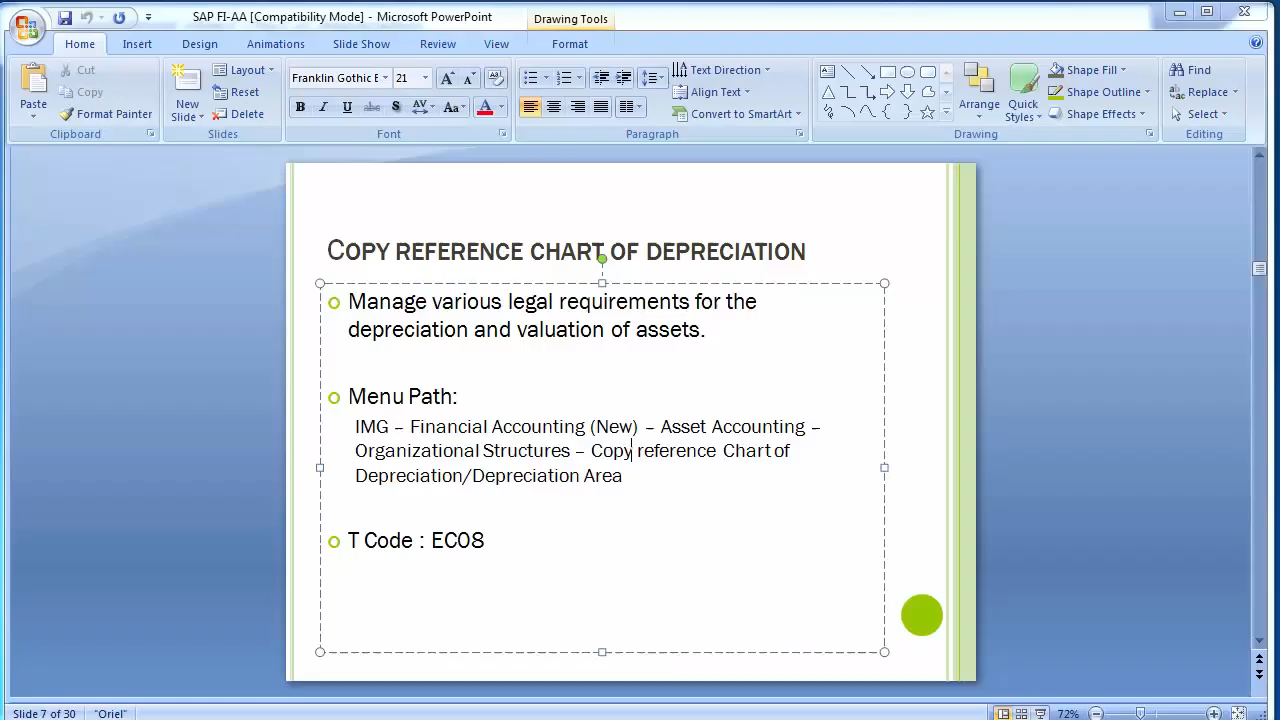 SAP FI-AA [Compatibility Mode] - Microsoft PowerPoint
Drawing Tools
Home Insert Design Animations Slide Show Review View Format
Paste
Cut
Copy
Format Painter
Clipboard
New Slide
Layout
Reset
Delete
Slides
Franklin Gothic E 21
B I U abc S AV Aa A
Font
Text Direction
Align Text
Convert to SmartArt
Paragraph
Arrange
Quick Styles
Shape Fill
Shape Outline
Shape Effects
Drawing
Find
Replace
Select
Editing
COPY REFERENCE CHART OF DEPRECIATION
Manage various legal requirements for the
depreciation and valuation of assets.
Menu Path:
IMG – Financial Accounting (New) – Asset Accounting –
Organizational Structures – Copy reference Chart of
Depreciation/Depreciation Area
T Code : EC08
Slide 7 of 30 "Oriel" 72%